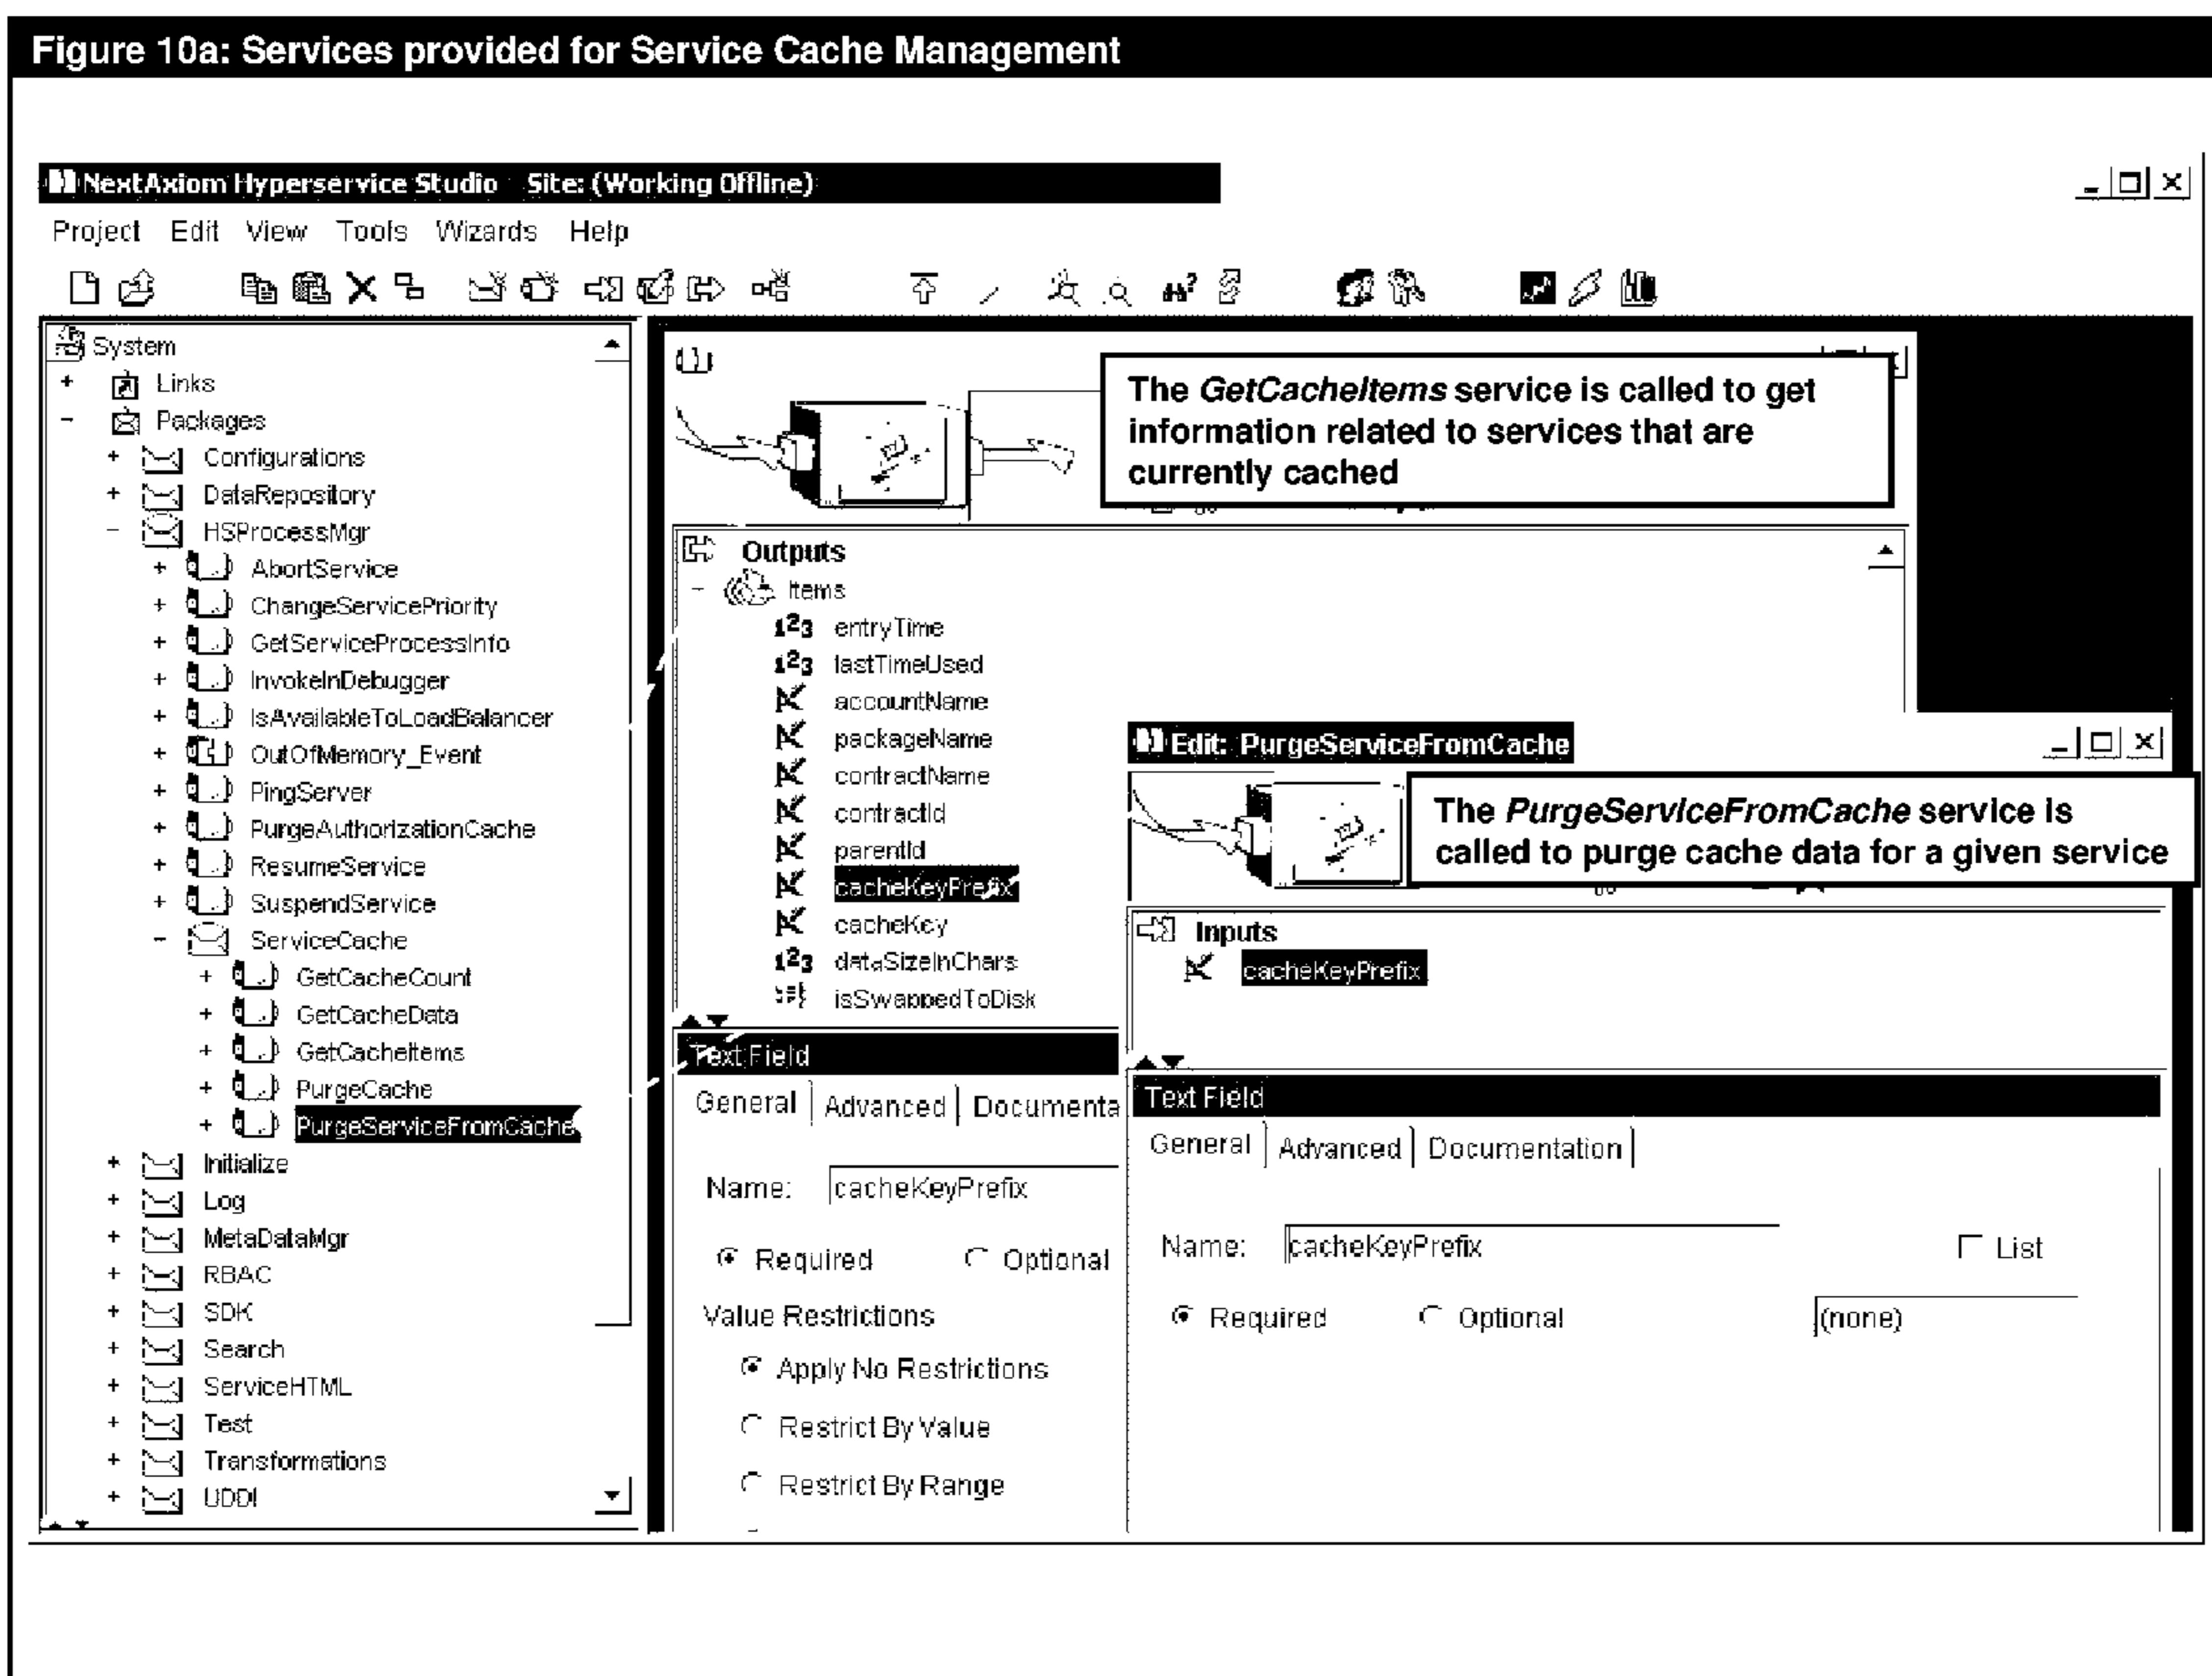 Figure 10a: Services provided for Service Cache Management
NextAxiom Hyperservice Studio Site: (Working Offline)
Project Edit View Tools Wizards Help
System
+ Links
- Packages
+ Configurations
+ DataRepository
- HSProcessMgr
+ AbortService
+ ChangeServicePriority
+ GetServiceProcessInfo
+ InvokeInDebugger
+ IsAvailableToLoadBalancer
+ OutOfMemory_Event
+ PingServer
+ PurgeAuthorizationCache
+ ResumeService
+ SuspendService
- ServiceCache
+ GetCacheCount
+ GetCacheData
+ GetCacheItems
+ PurgeCache
+ PurgeServiceFromCache
+ Initialize
+ Log
+ MetaDataMgr
+ RBAC
+ SDK
+ Search
+ ServiceHTML
+ Test
+ Transformations
+ UDDI
The GetCacheItems service is called to get
information related to services that are
currently cached
Outputs
- Items
123 entryTime
123 lastTimeUsed
accountName
packageName
contractName
contractId
parentId
cacheKeyPrefix
cacheKey
123 dataSizeInChars
isSwappedToDisk
Text Field
General Advanced Documenta
Name: cacheKeyPrefix
Required Optional
Value Restrictions
Apply No Restrictions
Restrict By Value
Restrict By Range
Edit: PurgeServiceFromCache
The PurgeServiceFromCache service is
called to purge cache data for a given service
Inputs
cacheKeyPrefix
Text Field
General Advanced Documentation
Name: cacheKeyPrefix List
Required Optional (none)